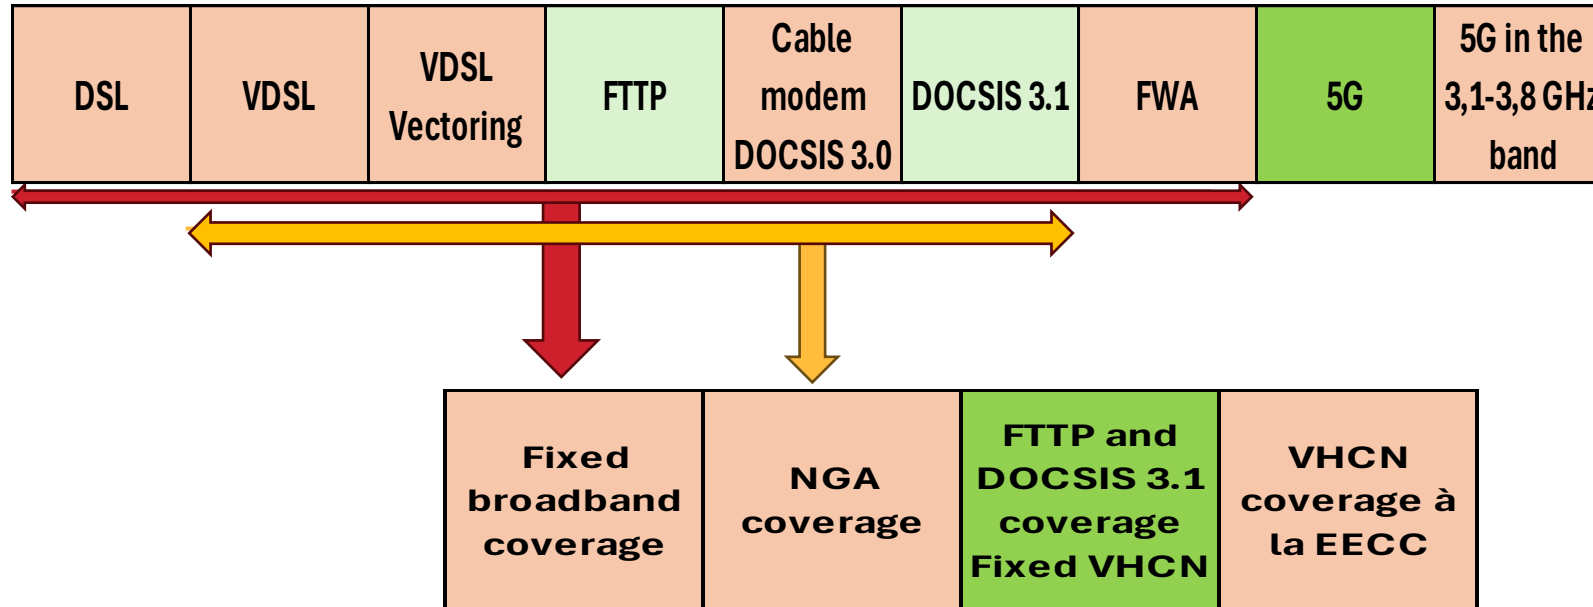 DSL
VDSL
VDSL
Vectoring
FTTP
Cable
modem
DOCSIS 3.0
DOCSIS 3.1
FWA
5G
5G in the
3,1-3,8 GHz
band
Fixed
broadband
coverage
NGA
coverage
FTTP and
DOCSIS 3.1
coverage
Fixed VHCN
VHCN
coverage à
la EECC